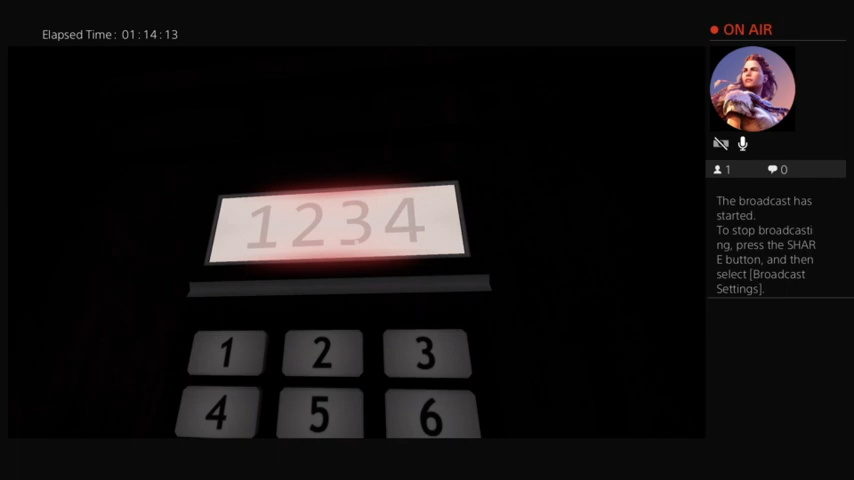 Elapsed Time: 01:14:13
ON AIR
1 0
The broadcast has
started.
To stop broadcasti
ng, press the SHAR
E button, and then
select [Broadcast
Settings].
1234
1 2 3
4 5 6